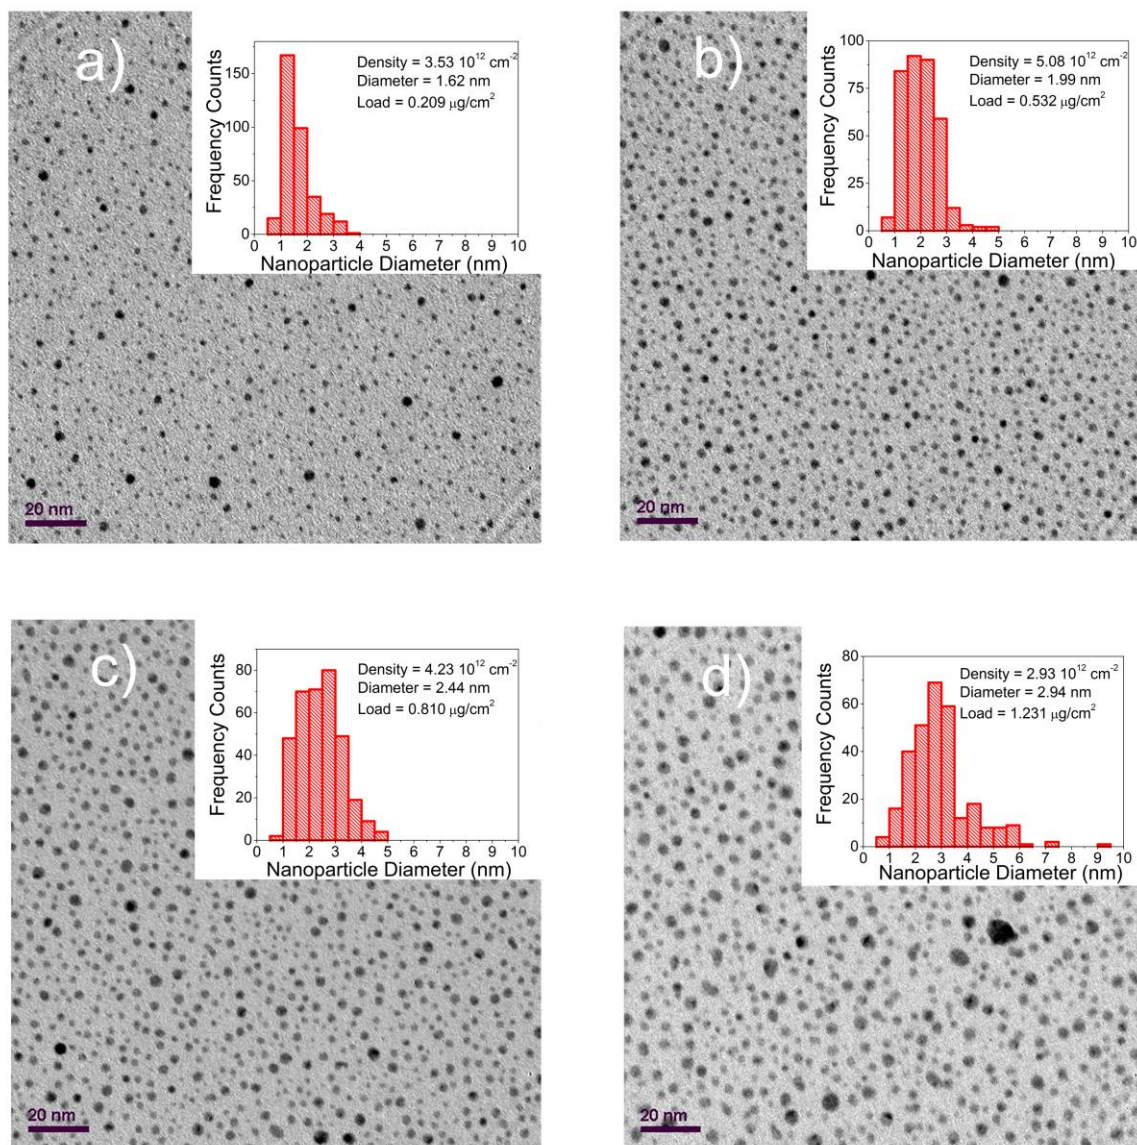 a)
Density = 3.53 10¹² cm⁻²
Diameter = 1.62 nm
Load = 0.209 μg/cm²
Frequency Counts
150
100
50
0
0 1 2 3 4 5 6 7 8 9 10
Nanoparticle Diameter (nm)
20 nm
b)
Density = 5.08 10¹² cm⁻²
Diameter = 1.99 nm
Load = 0.532 μg/cm²
Frequency Counts
100
75
50
25
0
0 1 2 3 4 5 6 7 8 9 10
Nanoparticle Diameter (nm)
20 nm
c)
Density = 4.23 10¹² cm⁻²
Diameter = 2.44 nm
Load = 0.810 μg/cm²
Frequency Counts
80
60
40
20
0
0 1 2 3 4 5 6 7 8 9 10
Nanoparticle Diameter (nm)
20 nm
d)
Density = 2.93 10¹² cm⁻²
Diameter = 2.94 nm
Load = 1.231 μg/cm²
Frequency Counts
80
60
40
20
0
0 1 2 3 4 5 6 7 8 9 10
Nanoparticle Diameter (nm)
20 nm